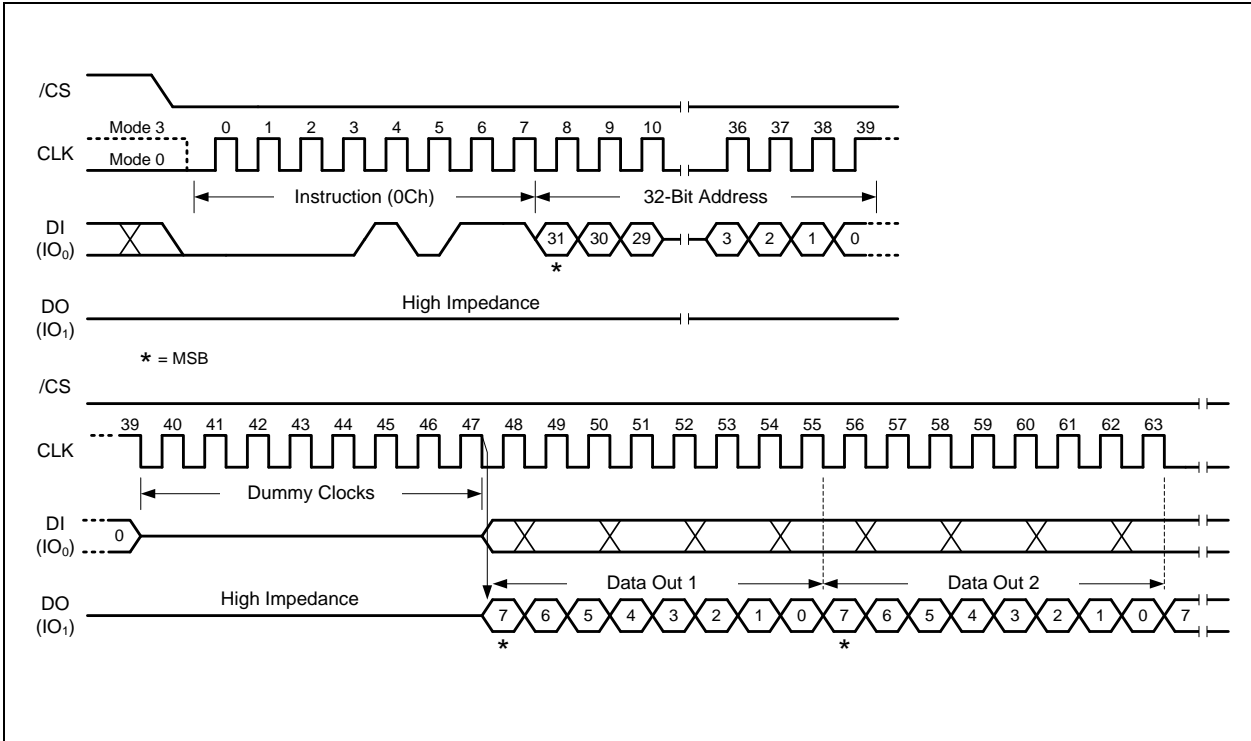 /CS
Mode 3 0 1 2 3 4 5 6 7 8 9 10 36 37 38 39
CLK
Mode 0
Instruction (0Ch) 32-Bit Address
DI
(IO₀)
31 30 29 3 2 1 0
*
High Impedance
DO
(IO₁)
* = MSB
/CS
39 40 41 42 43 44 45 46 47 48 49 50 51 52 53 54 55 56 57 58 59 60 61 62 63
CLK
Dummy Clocks
DI
(IO₀)
0
High Impedance Data Out 1 Data Out 2
DO
(IO₁)
7 6 5 4 3 2 1 0 7 6 5 4 3 2 1 0 7
* *